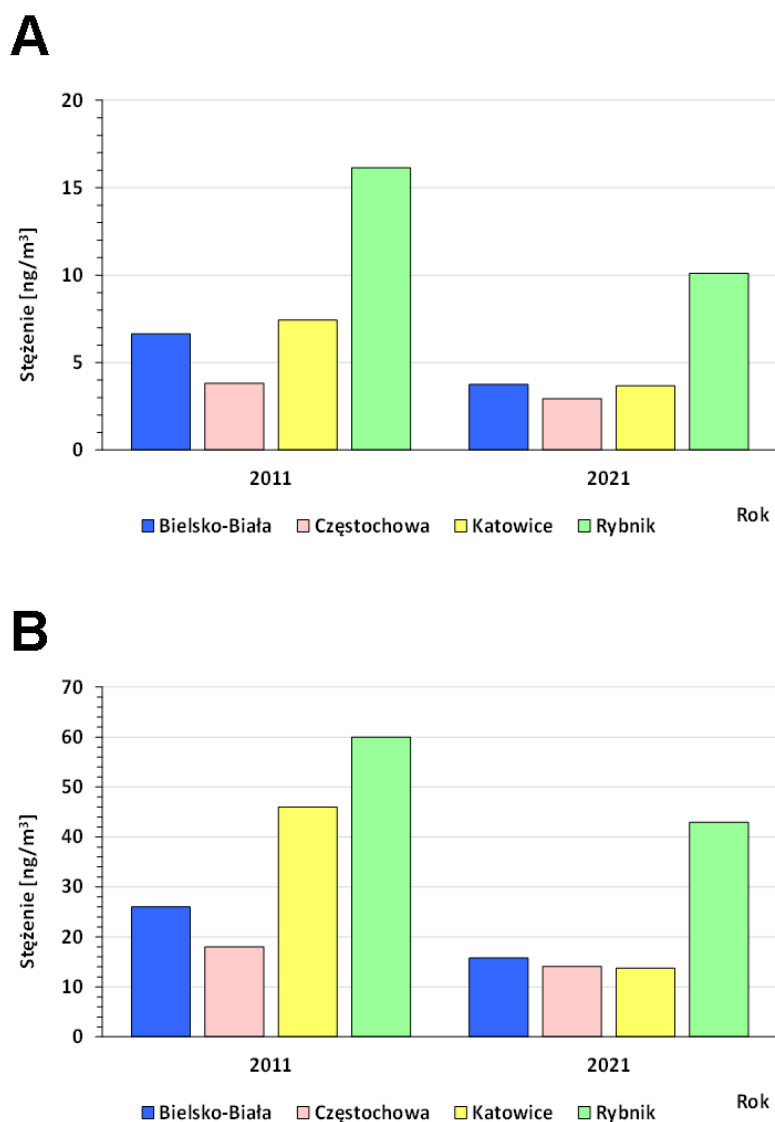 A
20
15
10
5
0
Stężenie [ng/m³]
2011 2021
Rok
Bielsko-Biała Częstochowa Katowice Rybnik
B
70
60
50
40
30
20
10
0
Stężenie [ng/m³]
2011 2021
Rok
Bielsko-Biała Częstochowa Katowice Rybnik